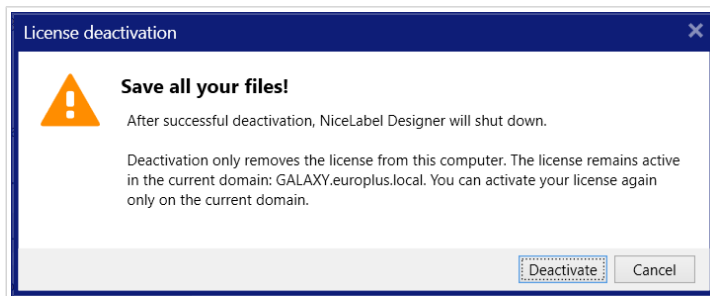 License deactivation
Save all your files!
After successful deactivation, NiceLabel Designer will shut down.
Deactivation only removes the license from this computer. The license remains active
in the current domain: GALAXY.europlus.local. You can activate your license again
only on the current domain.
Deactivate Cancel